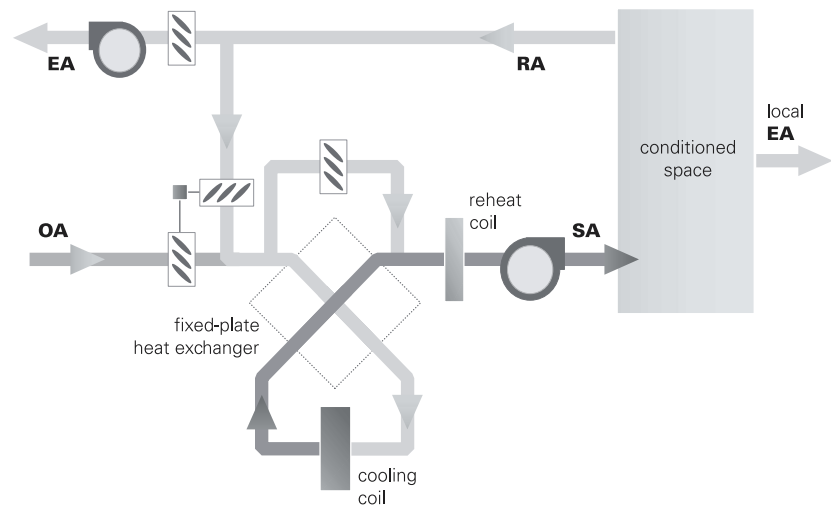 EA
RA
local
EA
conditioned
space
reheat
coil
OA
SA
fixed-plate
heat exchanger
cooling
coil